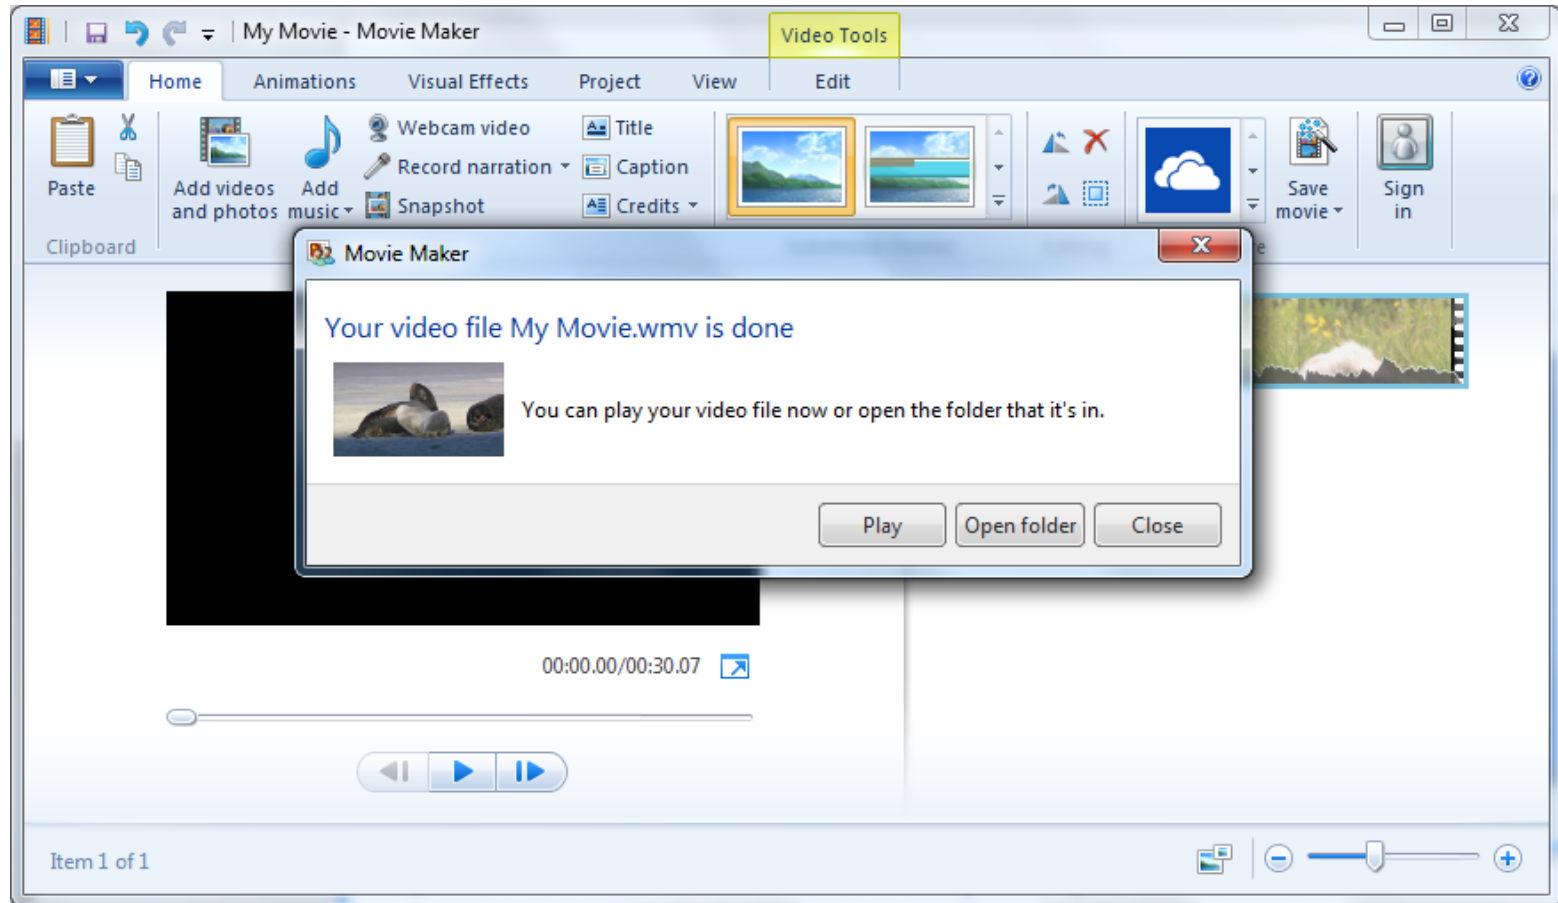 My Movie - Movie Maker
Video Tools
Home Animations Visual Effects Project View Edit
Paste
Add videos
and photos
Add
music
Webcam video
Record narration
Snapshot
Title
Caption
Credits
Save
movie
Sign
in
Clipboard
Movie Maker
Your video file My Movie.wmv is done
You can play your video file now or open the folder that it's in.
Play Open folder Close
00:00.00/00:30.07
Item 1 of 1